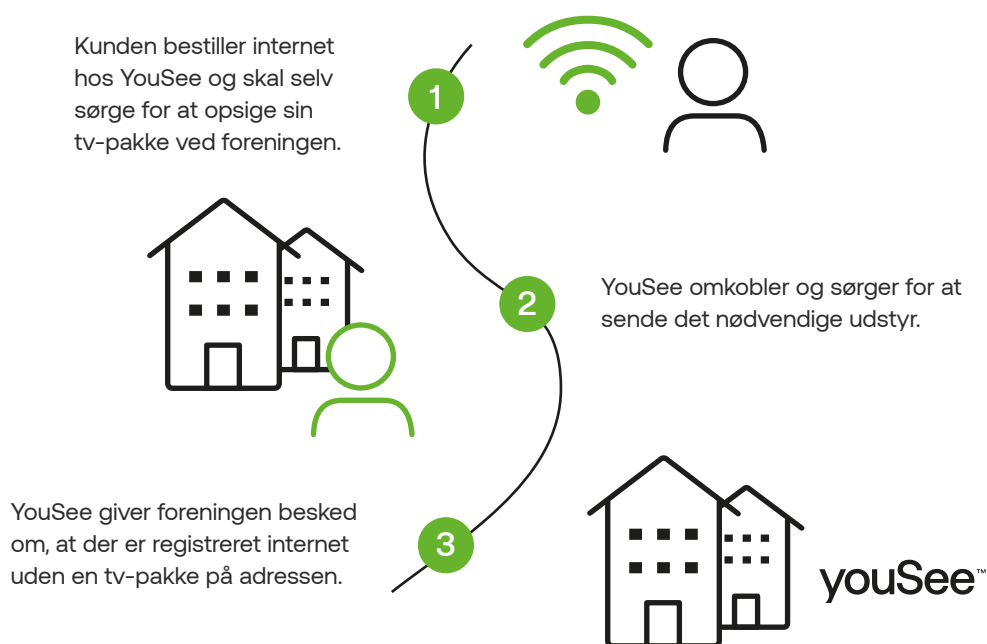 Kunden bestiller internet
hos YouSee og skal selv
sørge for at opsige sin
tv-pakke ved foreningen.
1
2
YouSee omkobler og sørger for at
sende det nødvendige udstyr.
YouSee giver foreningen besked
om, at der er registreret internet
uden en tv-pakke på adressen.
3
youSee™